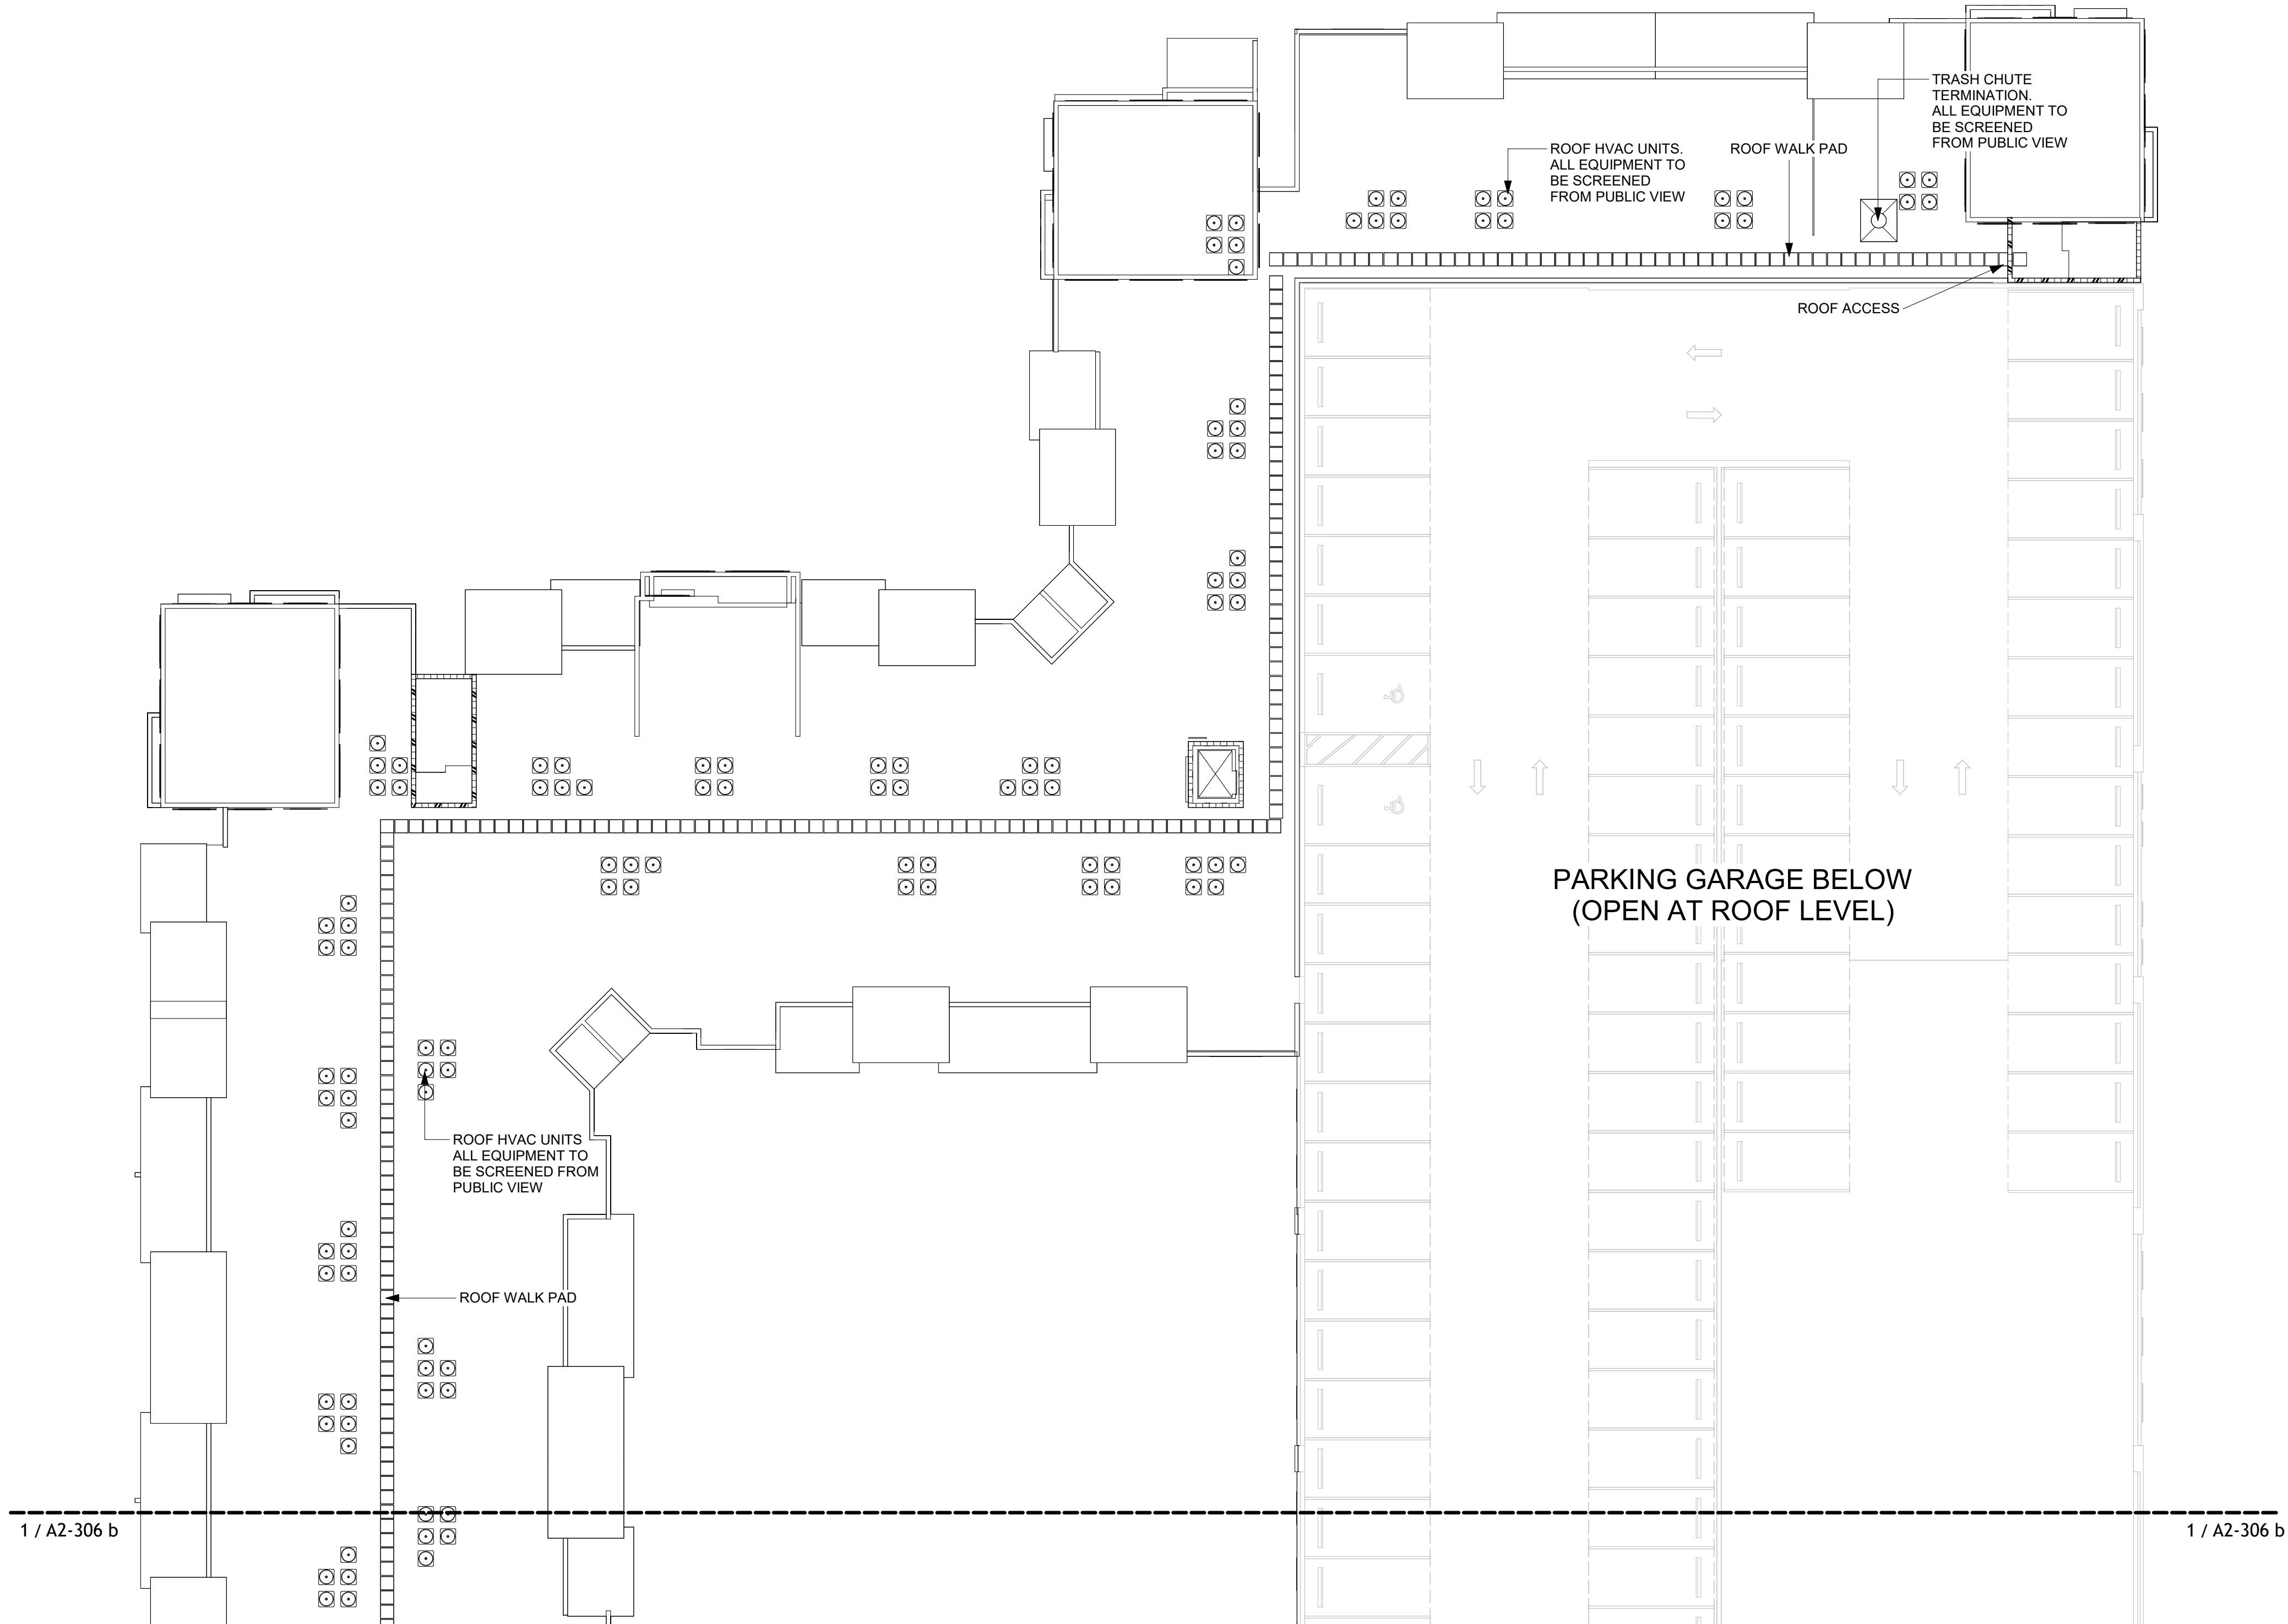 TRASH CHUTE
TERMINATION.
ALL EQUIPMENT TO
BE SCREENED
FROM PUBLIC VIEW
ROOF HVAC UNITS.
ALL EQUIPMENT TO
BE SCREENED
FROM PUBLIC VIEW
ROOF WALK PAD
ROOF ACCESS
PARKING GARAGE BELOW
(OPEN AT ROOF LEVEL)
ROOF HVAC UNITS
ALL EQUIPMENT TO
BE SCREENED FROM
PUBLIC VIEW
ROOF WALK PAD
1 / A2-306 b
1 / A2-306 b